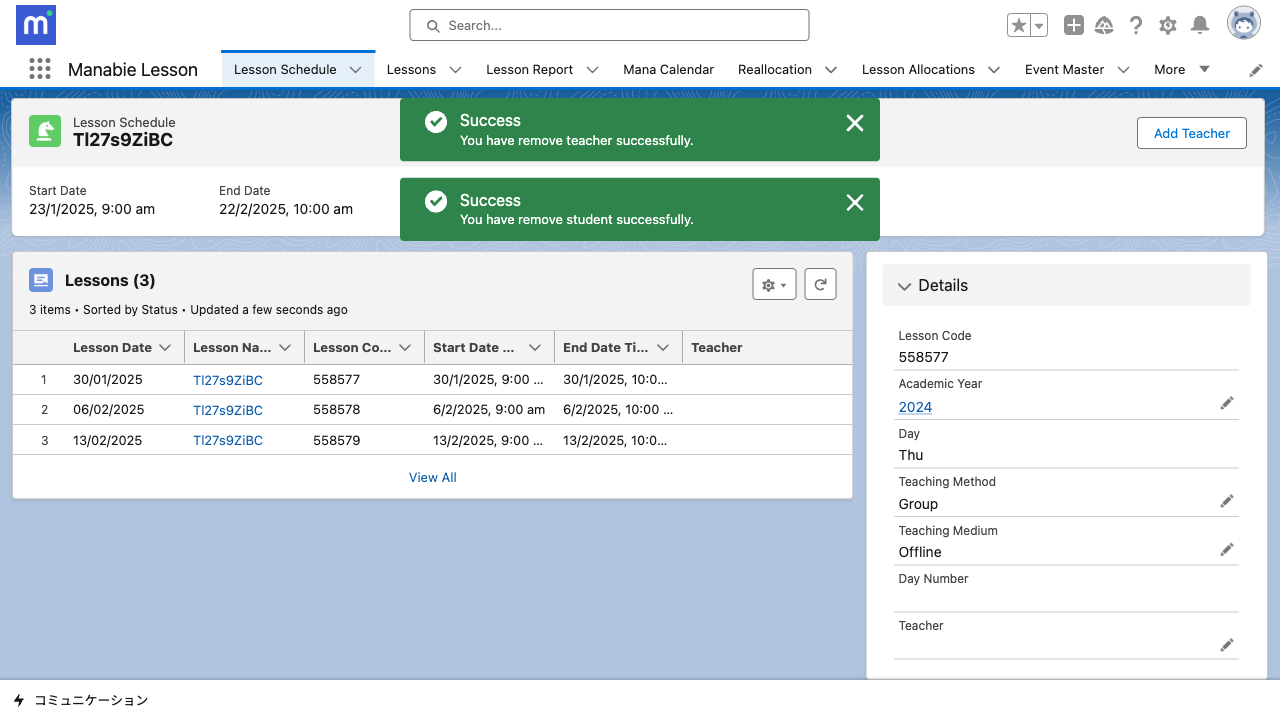 m
Search...
Manabie Lesson
Lesson Schedule
Lessons
Lesson Report
Mana Calendar
Reallocation
Lesson Allocations
Event Master
More
Lesson Schedule
Tl27s9ZiBC
Success
You have remove teacher successfully.
Add Teacher
Start Date
End Date
23/1/2025, 9:00 am
22/2/2025, 10:00 am
Success
You have remove student successfully.
Lessons (3)
3 items • Sorted by Status • Updated a few seconds ago
Lesson Date
Lesson Na...
Lesson Co...
Start Date ...
End Date Ti...
Teacher
1 30/01/2025 Tl27s9ZiBC 558577 30/1/2025, 9:00 ... 30/1/2025, 10:0...
2 06/02/2025 Tl27s9ZiBC 558578 6/2/2025, 9:00 am 6/2/2025, 10:00 ...
3 13/02/2025 Tl27s9ZiBC 558579 13/2/2025, 9:00 ... 13/2/2025, 10:0...
View All
Details
Lesson Code
558577
Academic Year
2024
Day
Thu
Teaching Method
Group
Teaching Medium
Offline
Day Number
Teacher
コミュニケーション